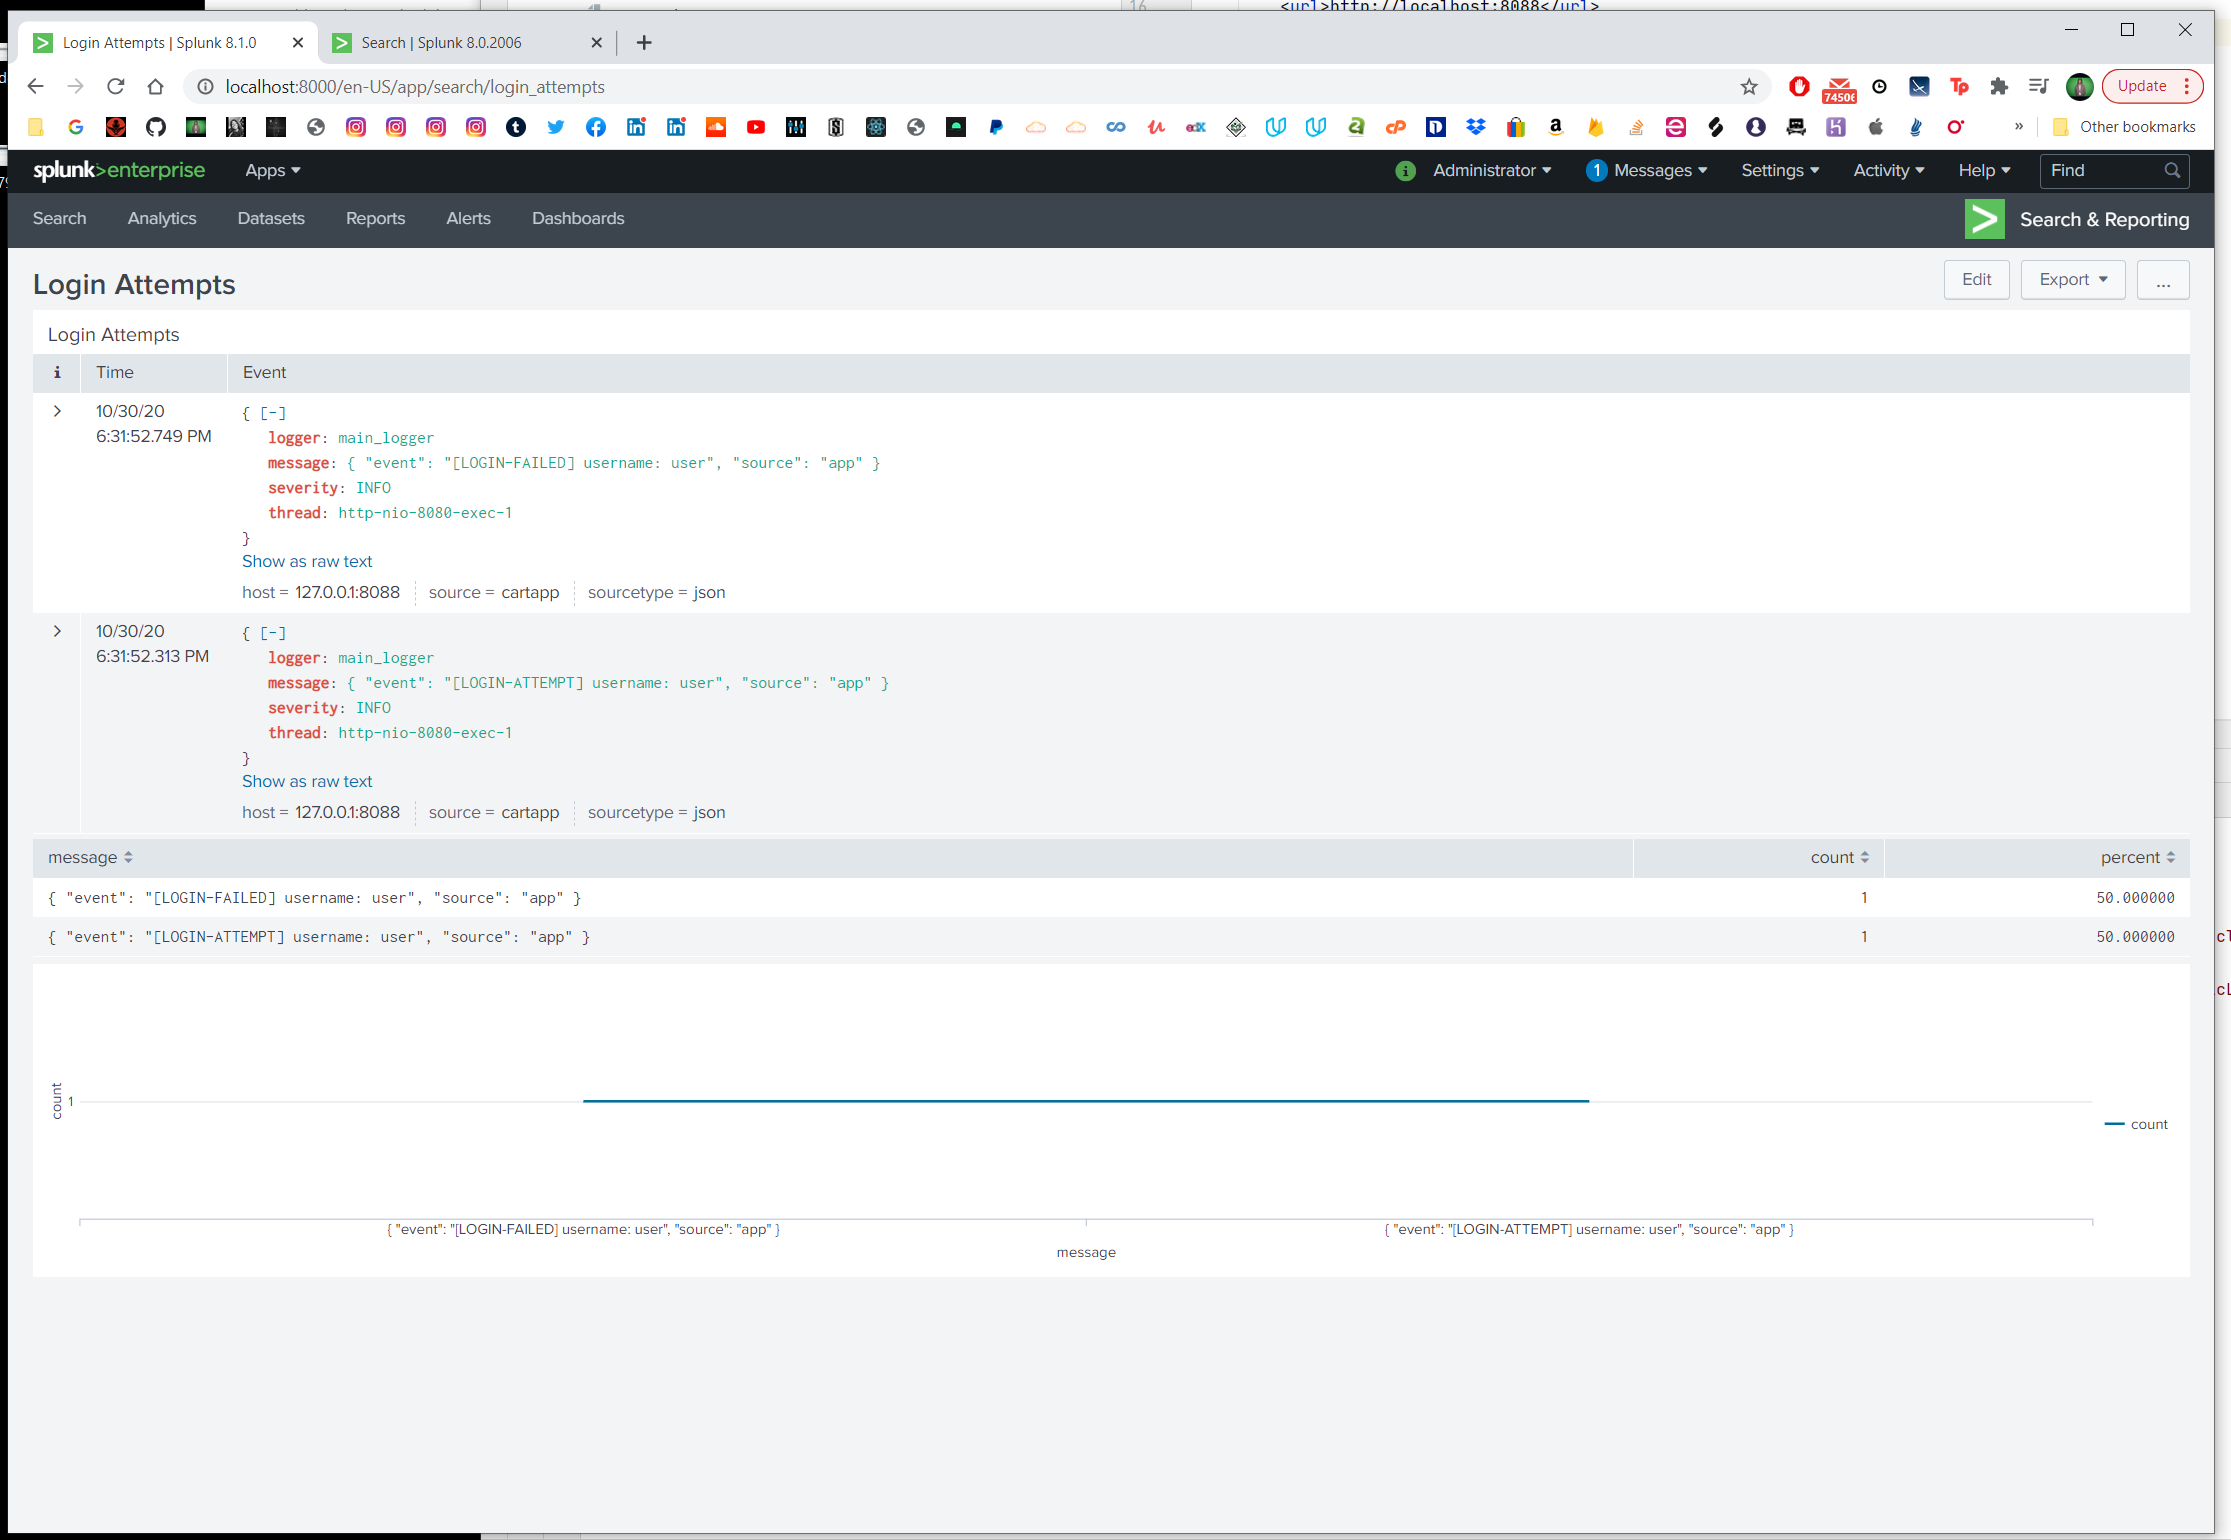 16 <url>http://localhost:8088</url>
Login Attempts | Splunk 8.1.0
Search | Splunk 8.0.2006
localhost:8000/en-US/app/search/login_attempts
74506
Tp
Update
Other bookmarks
splunk>enterprise Apps
i Administrator 1 Messages Settings Activity Help Find
Search Analytics Datasets Reports Alerts Dashboards
Search & Reporting
Login Attempts
Edit Export ...
Login Attempts
i Time Event
10/30/20
6:31:52.749 PM
{ [-]
logger: main_logger
message: { "event": "[LOGIN-FAILED] username: user", "source": "app" }
severity: INFO
thread: http-nio-8080-exec-1
}
Show as raw text
host = 127.0.0.1:8088 source = cartapp sourcetype = json
10/30/20
6:31:52.313 PM
{ [-]
logger: main_logger
message: { "event": "[LOGIN-ATTEMPT] username: user", "source": "app" }
severity: INFO
thread: http-nio-8080-exec-1
}
Show as raw text
host = 127.0.0.1:8088 source = cartapp sourcetype = json
message count percent
{ "event": "[LOGIN-FAILED] username: user", "source": "app" } 1 50.000000
{ "event": "[LOGIN-ATTEMPT] username: user", "source": "app" } 1 50.000000
count
1
count
{ "event": "[LOGIN-FAILED] username: user", "source": "app" }
{ "event": "[LOGIN-ATTEMPT] username: user", "source": "app" }
message